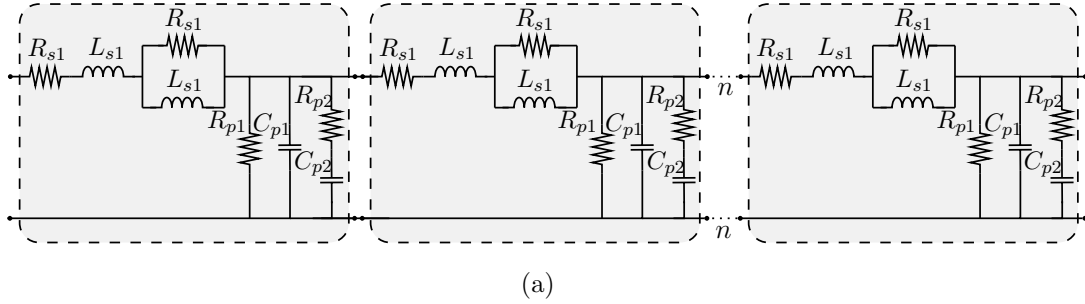 R_{s1}
R_{s1} L_{s1}
L_{s1}
R_{p1} C_{p1} R_{p2}
C_{p2}
R_{s1}
R_{s1} L_{s1}
L_{s1}
R_{p1} C_{p1} R_{p2}
C_{p2}
n
n
R_{s1}
R_{s1} L_{s1}
L_{s1}
R_{p1} C_{p1} R_{p2}
C_{p2}
(a)